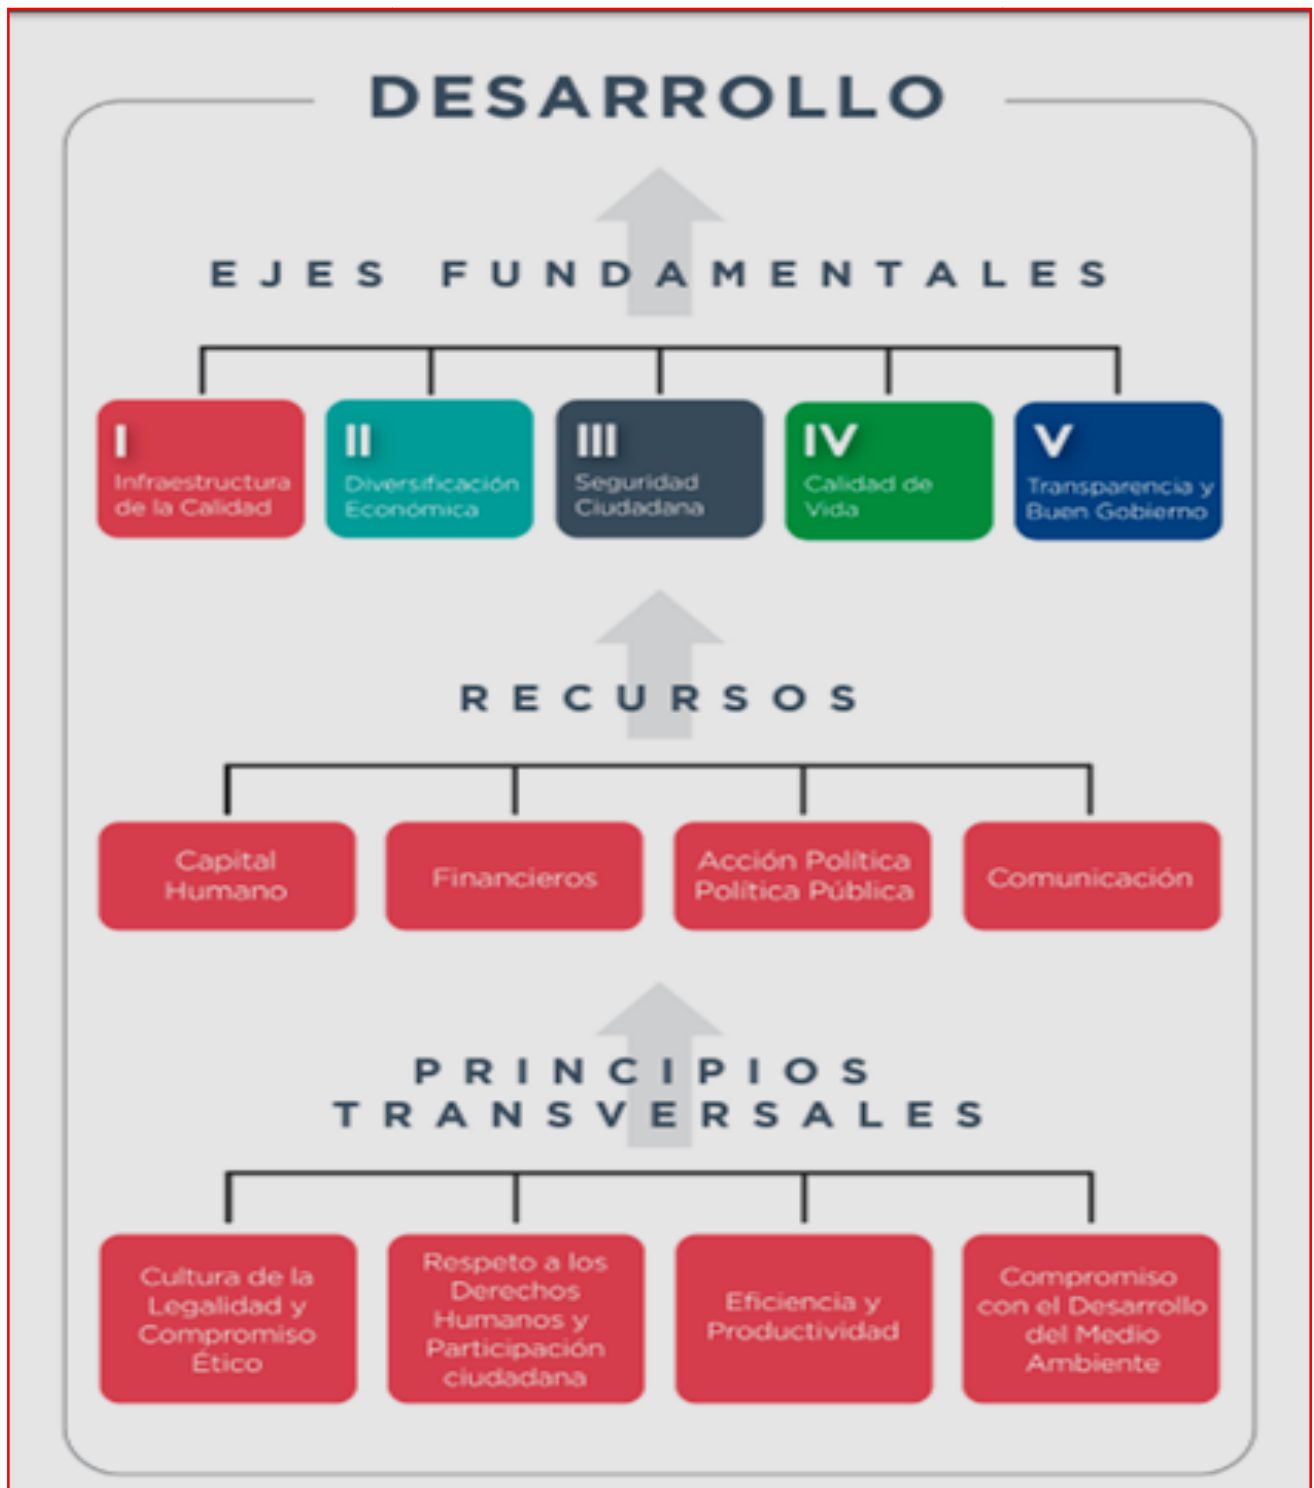 DESARROLLO
EJES FUNDAMENTALES
I
Infraestructura
de la Calidad
II
Diversificación
Económica
III
Seguridad
Ciudadana
IV
Calidad de
Vida
V
Transparencia y
Buen Gobierno
RECURSOS
Capital
Humano
Financieros
Acción Política
Política Pública
Comunicación
PRINCIPIOS
TRANSVERSALES
Cultura de la
Legalidad y
Compromiso
Ético
Respeto a los
Derechos
Humanos y
Participación
ciudadana
Eficiencia y
Productividad
Compromiso
con el Desarrollo
del Medio
Ambiente